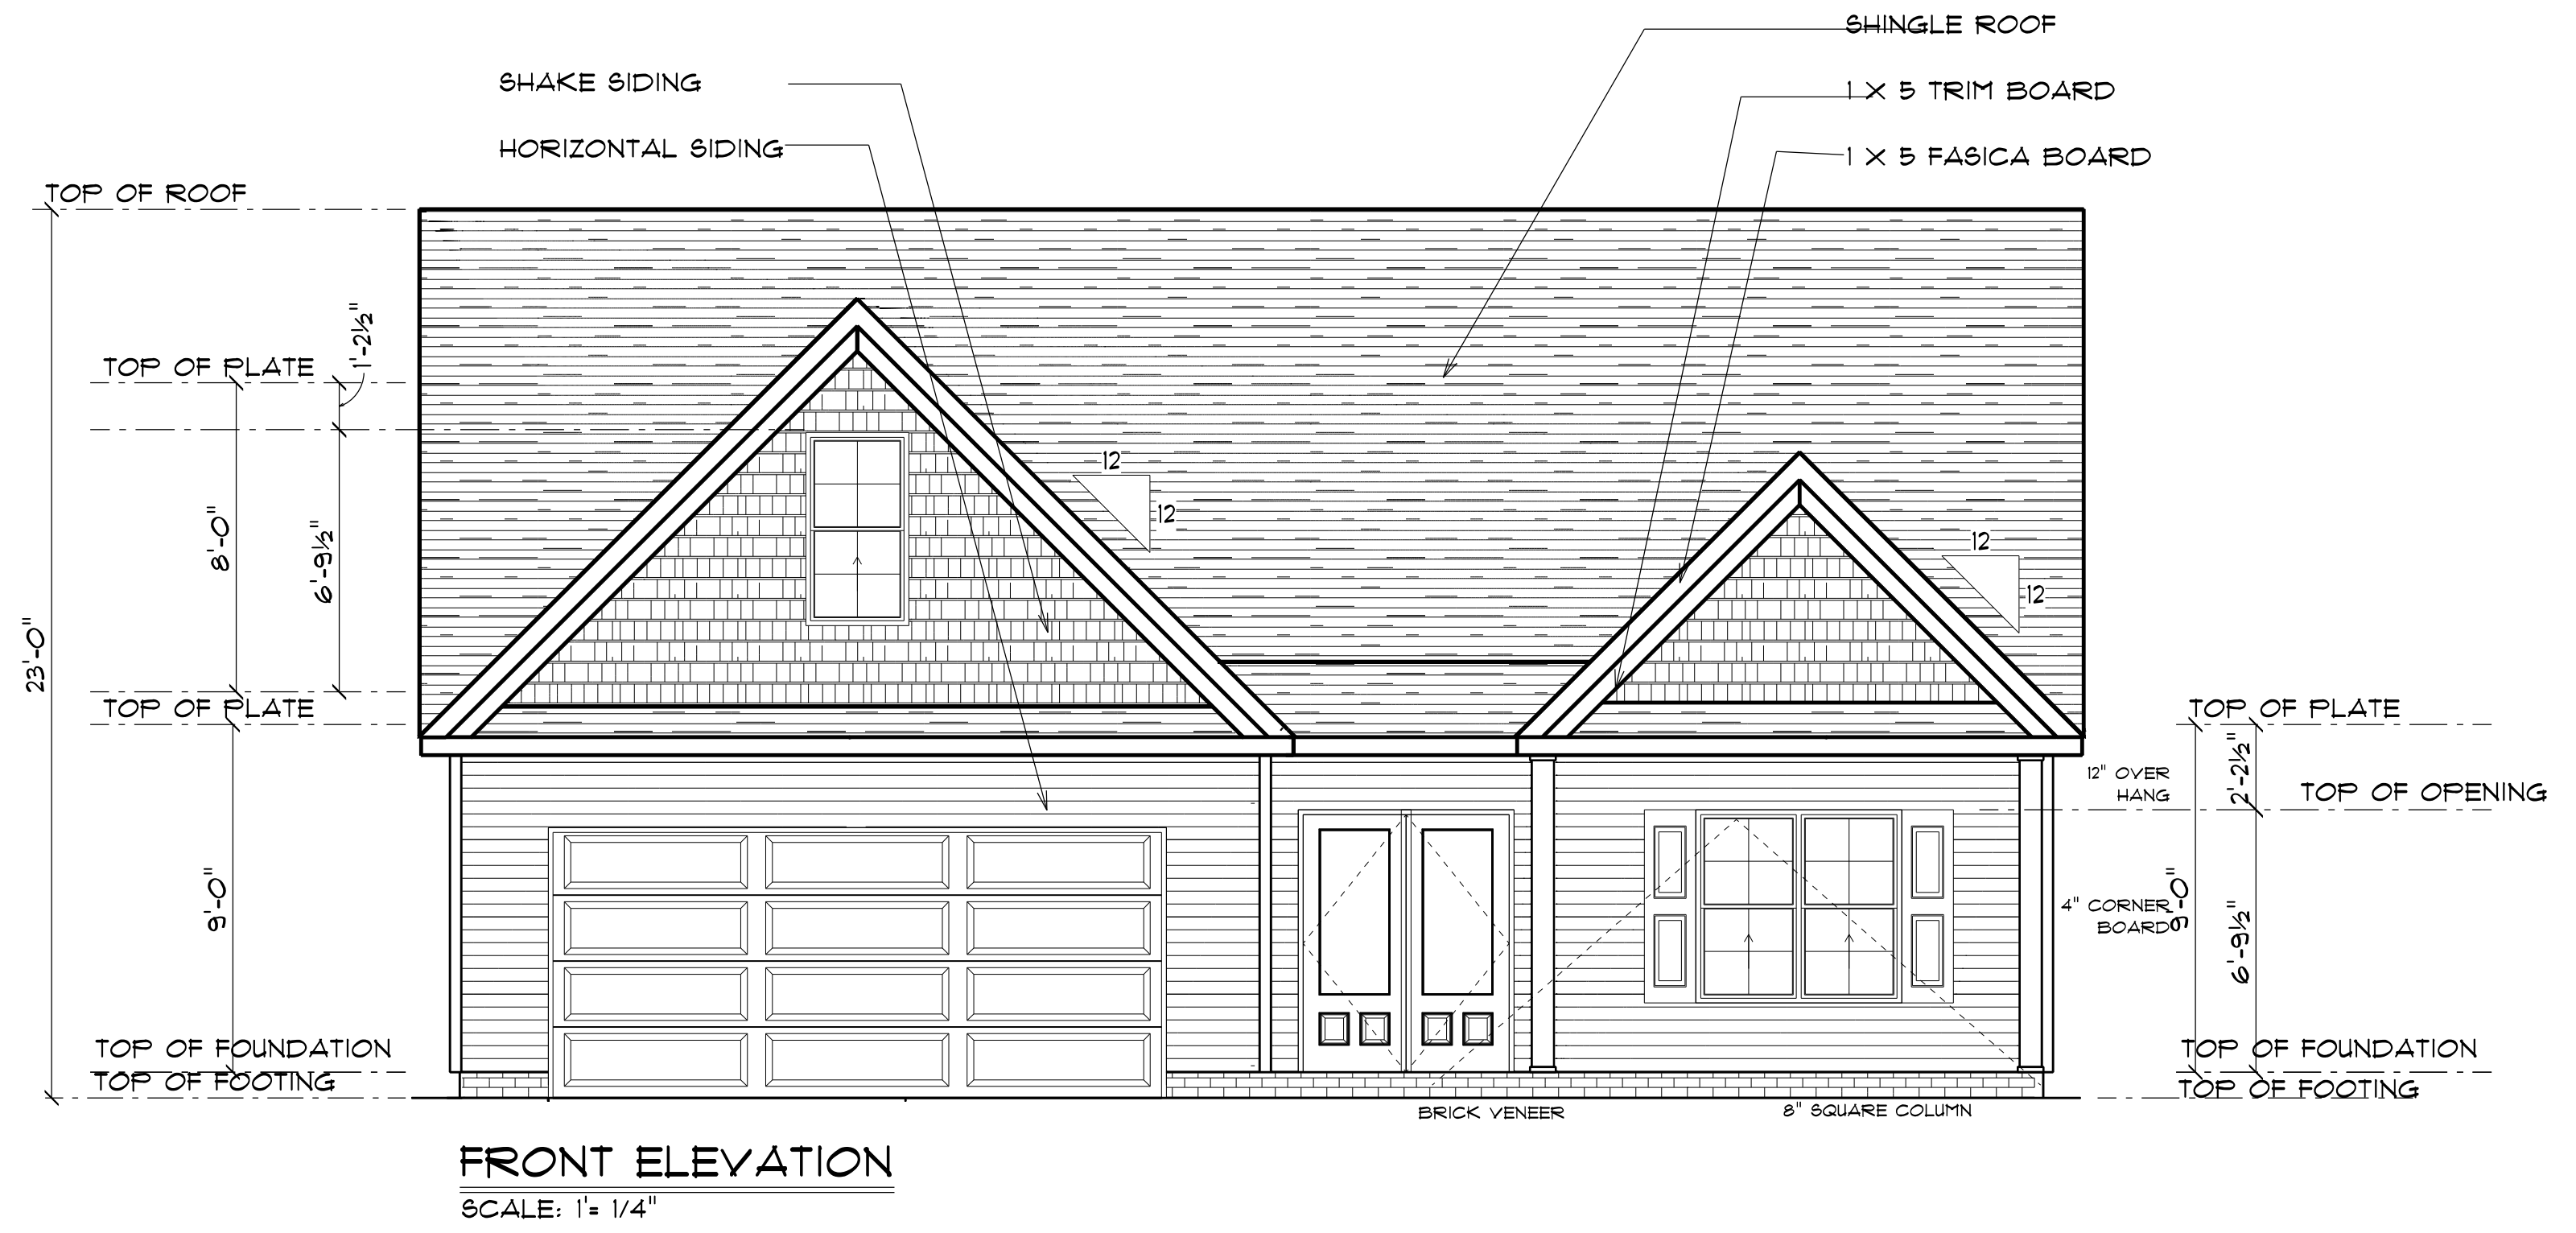 SHINGLE ROOF
SHAKE SIDING
1 X 5 TRIM BOARD
HORIZONTAL SIDING
1 X 5 FASICA BOARD
TOP OF ROOF
TOP OF PLATE
1'-2½"
12
12
8'-0"
6'-9½"
12
12
23'-0"
TOP OF PLATE
TOP OF PLATE
12" OVER
HANG
2'-2½"
TOP OF OPENING
9'-0"
4" CORNER
BOARD
9'-0"
6'-9½"
TOP OF FOUNDATION
TOP OF FOOTING
TOP OF FOUNDATION
TOP OF FOOTING
BRICK VENEER
8" SQUARE COLUMN
FRONT ELEVATION
SCALE: 1'= 1/4"